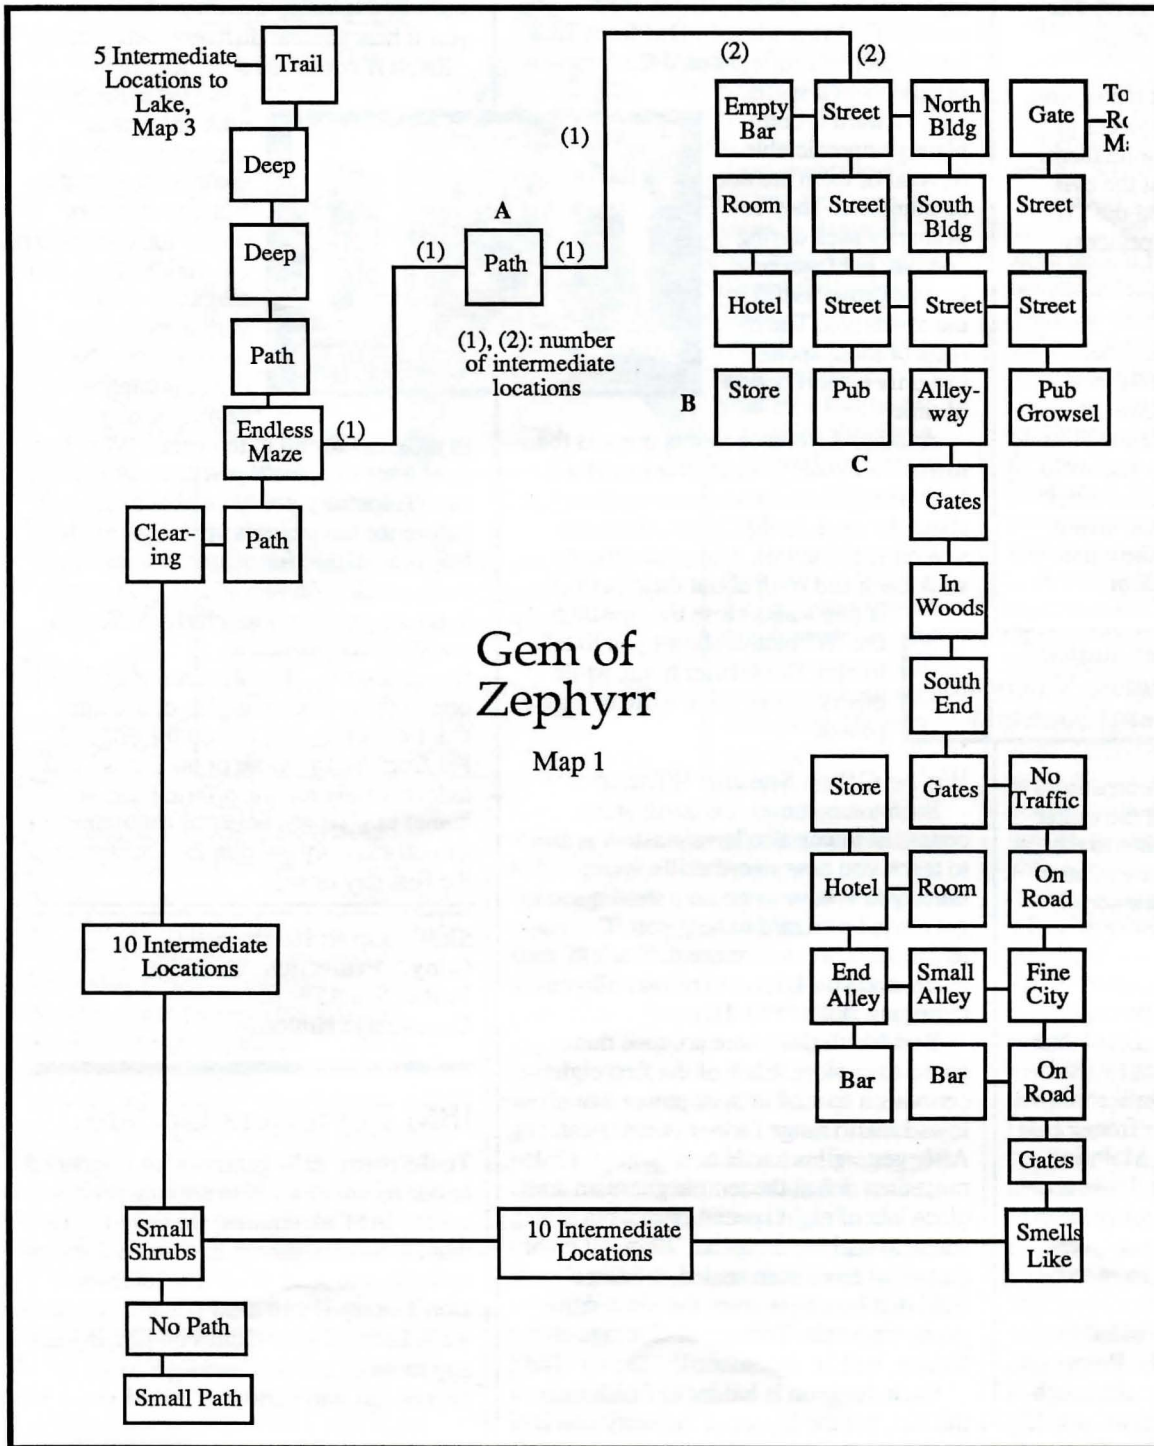 5 Intermediate
Locations to
Lake,
Map 3
Trail
Deep
Deep
Path
Endless
Maze
(1)
Clear-
ing
Path
(1)
A
Path
(1)
(1)
(2)
(2)
(1), (2): number
of intermediate
locations
Empty
Bar
Street
North
Bldg
Gate
To
Room
Street
South
Bldg
Street
Hotel
Street
Street
Street
B
Store
Pub
Alley-
way
Pub
Growsel
C
Gates
In
Woods
South
End
Gem of
Zephyrr
Map 1
Store
Gates
No
Traffic
Hotel
Room
On
Road
End
Alley
Small
Alley
Fine
City
Bar
Bar
On
Road
Gates
10 Intermediate
Locations
Small
Shrubs
10 Intermediate
Locations
Smells
Like
No Path
Small Path